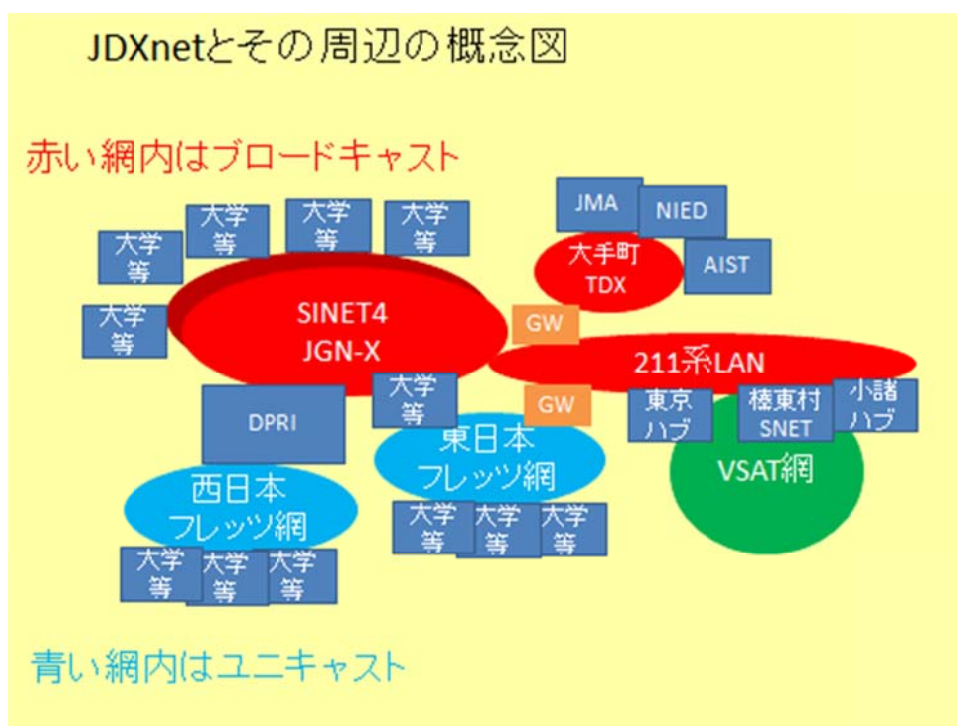 JDXnetとその周辺の概念図
赤い網内はブロードキャスト
大学
等
大学
等
大学
等
大学
等
大学
等
JMA
NIED
AIST
大手町
TDX
SINET4
JGN-X
GW
211系LAN
DPRI
大学
等
GW
東京
ハブ
榛東村
SNET
小諸
ハブ
VSAT網
東日本
フレッツ網
西日本
フレッツ網
大学
等
大学
等
大学
等
大学
等
大学
等
大学
等
青い網内はユニキャスト